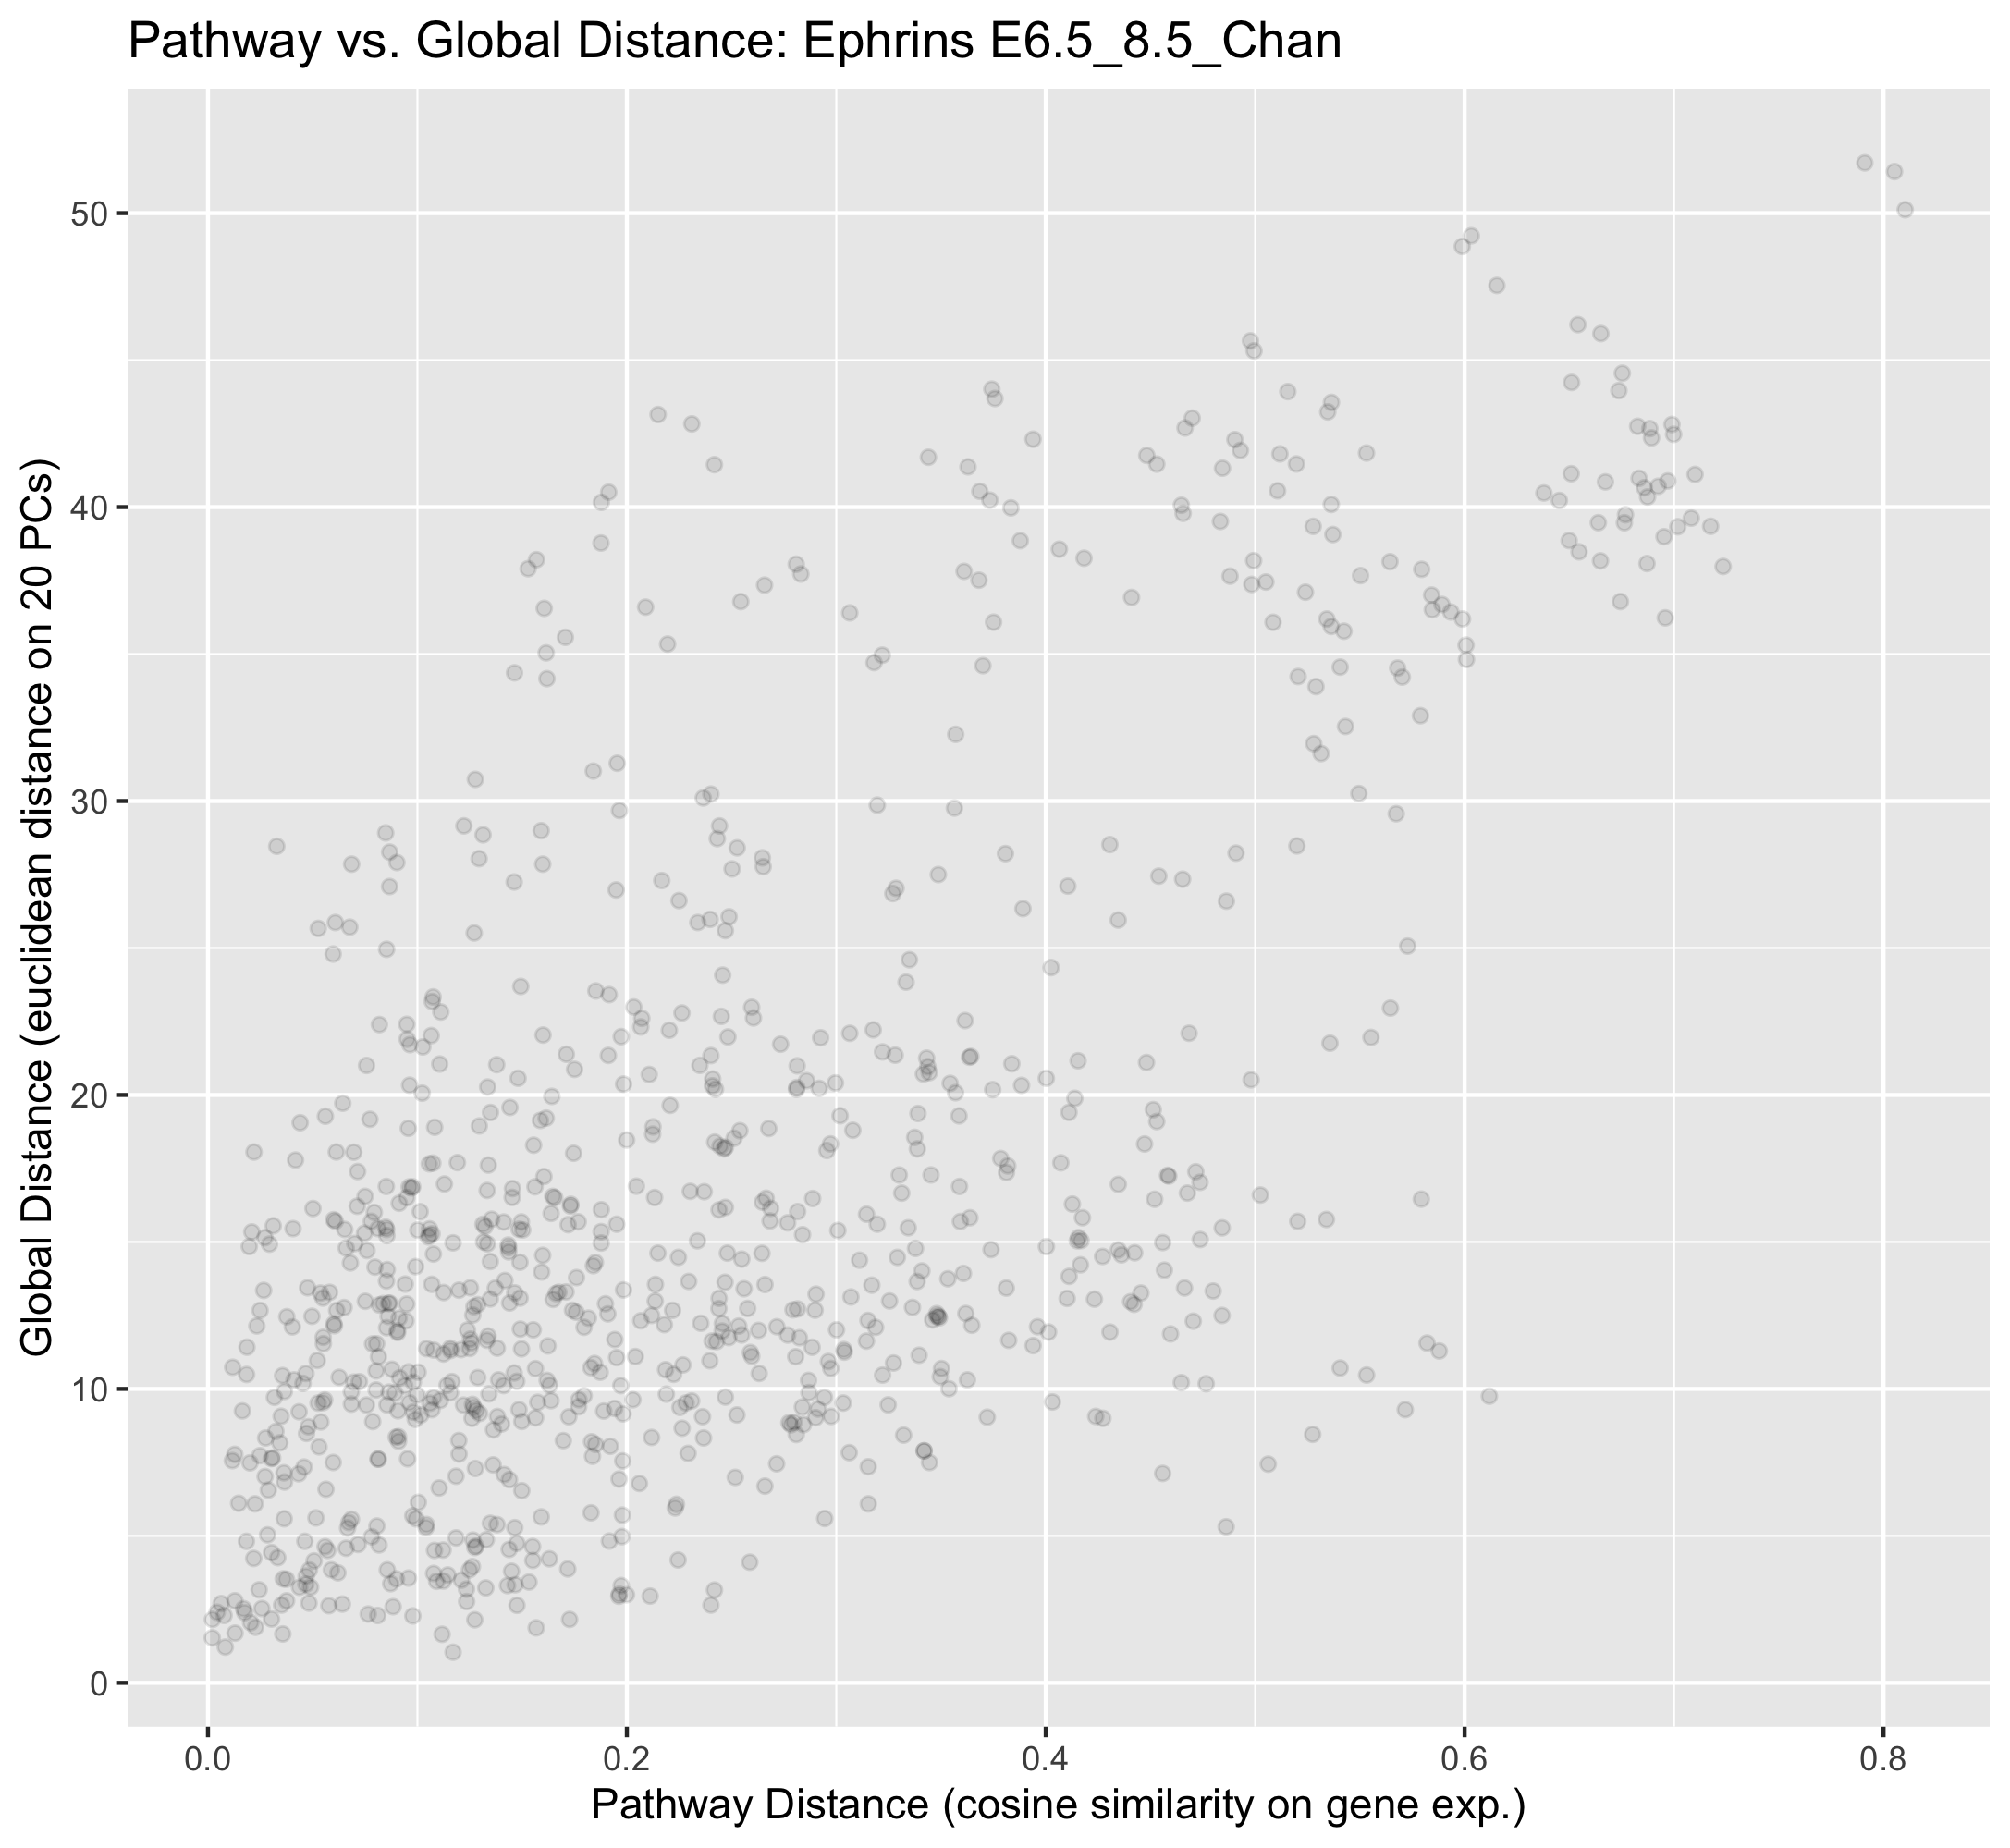 Pathway vs. Global Distance: Ephrins E6.5_8.5_Chan
Global Distance (euclidean distance on 20 PCs)
50
40
30
20
10
0
0.0 0.2 0.4 0.6 0.8
Pathway Distance (cosine similarity on gene exp.)